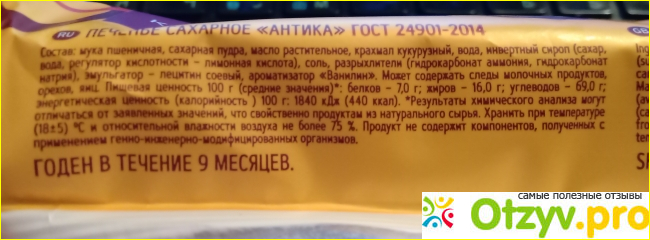 RU ПЕЧЕНЬЕ САХАРНОЕ «АНТИКА» ГОСТ 24901-2014
Состав: мука пшеничная, сахарная пудра, масло растительное, крахмал кукурузный, вода, инвертный сироп (сахар,
вода, регулятор кислотности – лимонная кислота), соль, разрыхлители (гидрокарбонат аммония, гидрокарбонат
натрия), эмульгатор – лецитин соевый, ароматизатор «Ванилин». Может содержать следы молочных продуктов,
орехов, яиц. Пищевая ценность 100 г (средние значения)*: белков – 7,0 г; жиров – 16,0 г; углеводов – 69,0 г;
энергетическая ценность (калорийность ) 100 г: 1840 кДж (440 ккал). *Результаты химического анализа могут
отличаться от заявленных значений, что свойственно продуктам из натурального сырья. Хранить при температуре
(18±5) °С и относительной влажности воздуха не более 75 %. Продукт не содержит компонентов, полученных с
применением генно-инженерно-модифицированных организмов.
ГОДЕН В ТЕЧЕНИЕ 9 МЕСЯЦЕВ.
GB
самые полезные отзывы
Otzyv.pro